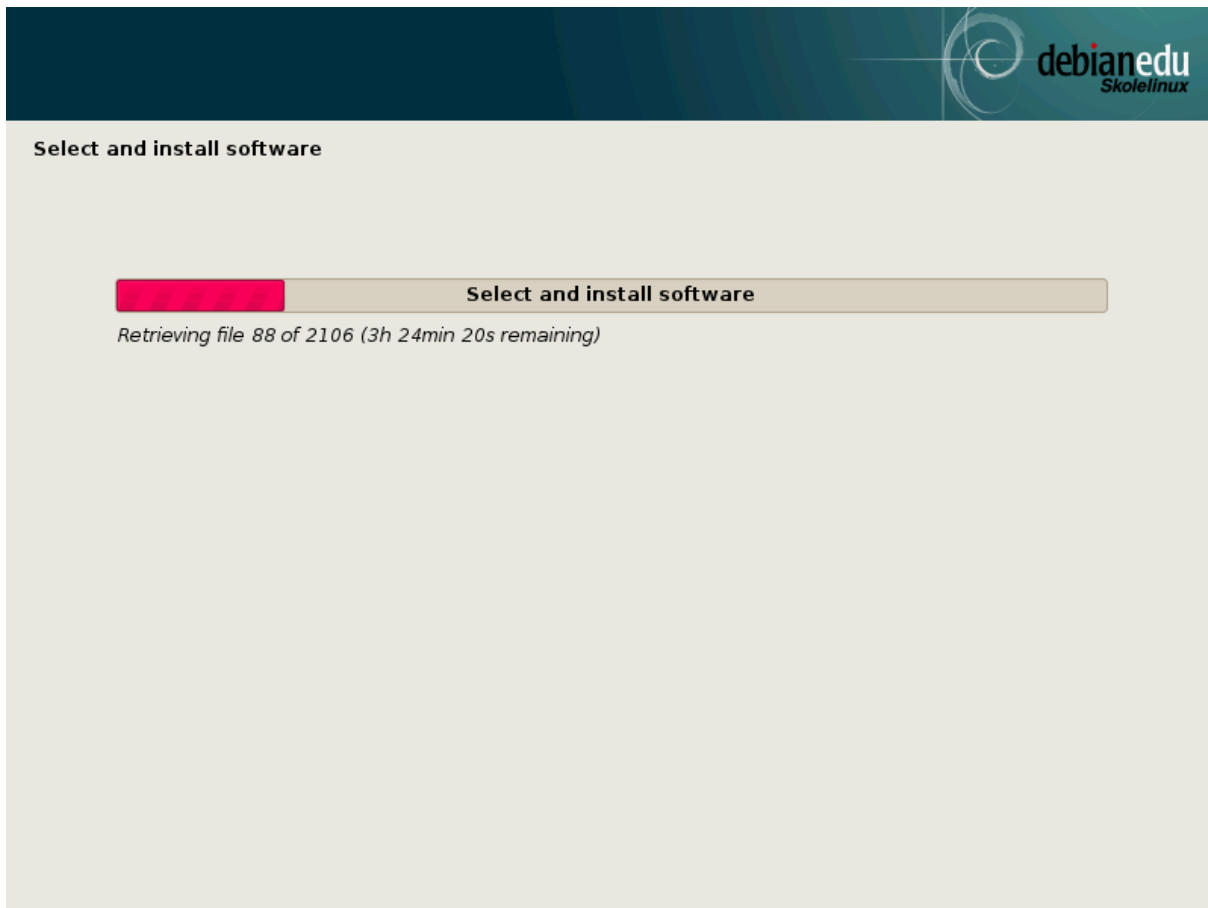 debianedu
Skolelinux
Select and install software
Select and install software
Retrieving file 88 of 2106 (3h 24min 20s remaining)